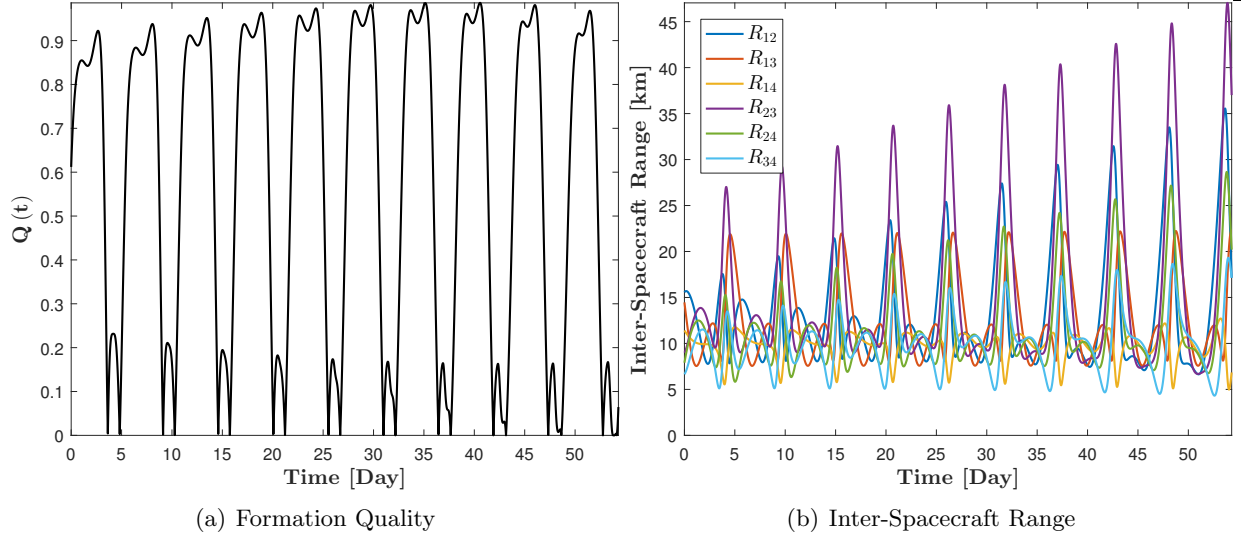 0.9
0.8
0.7
0.6
0.5
0.4
0.3
0.2
0.1
0
Q (t)
0 5 10 15 20 25 30 35 40 45 50
Time [Day]
(a) Formation Quality
45
40
35
30
25
20
15
10
5
0
Inter-Spacecraft Range [km]
R12
R13
R14
R23
R24
R34
0 5 10 15 20 25 30 35 40 45 50
Time [Day]
(b) Inter-Spacecraft Range